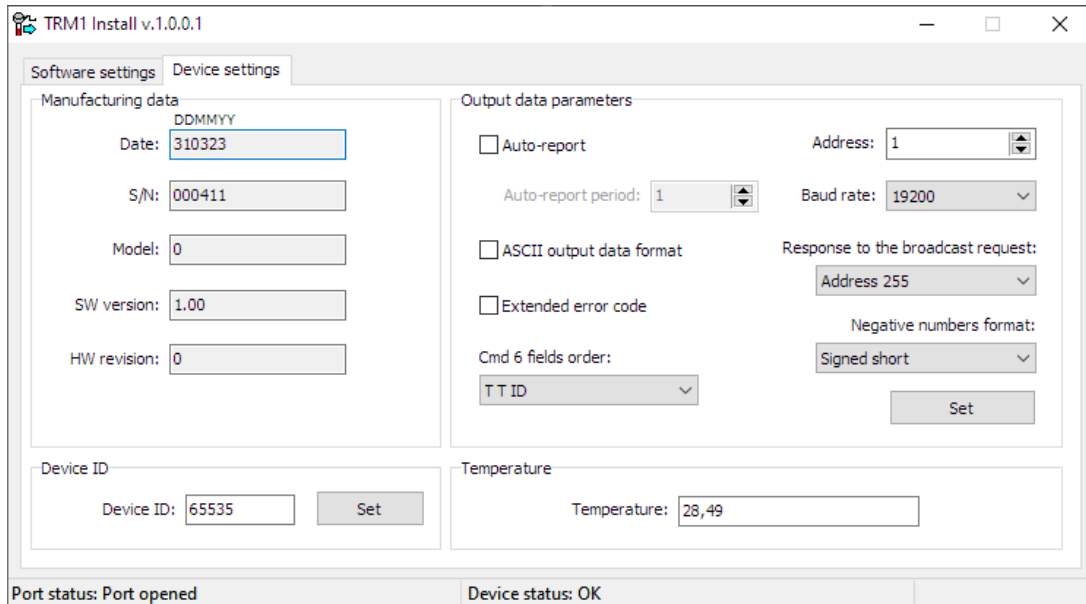 TRM1 Install v.1.0.0.1
Software settings Device settings
Manufacturing data
DDMMYY
Date: 310323
S/N: 000411
Model: 0
SW version: 1.00
HW revision: 0
Output data parameters
Auto-report
Auto-report period: 1
ASCII output data format
Extended error code
Cmd 6 fields order:
T T ID
Address: 1
Baud rate: 19200
Response to the broadcast request:
Address 255
Negative numbers format:
Signed short
Set
Device ID
Device ID: 65535 Set
Temperature
Temperature: 28,49
Port status: Port opened Device status: OK